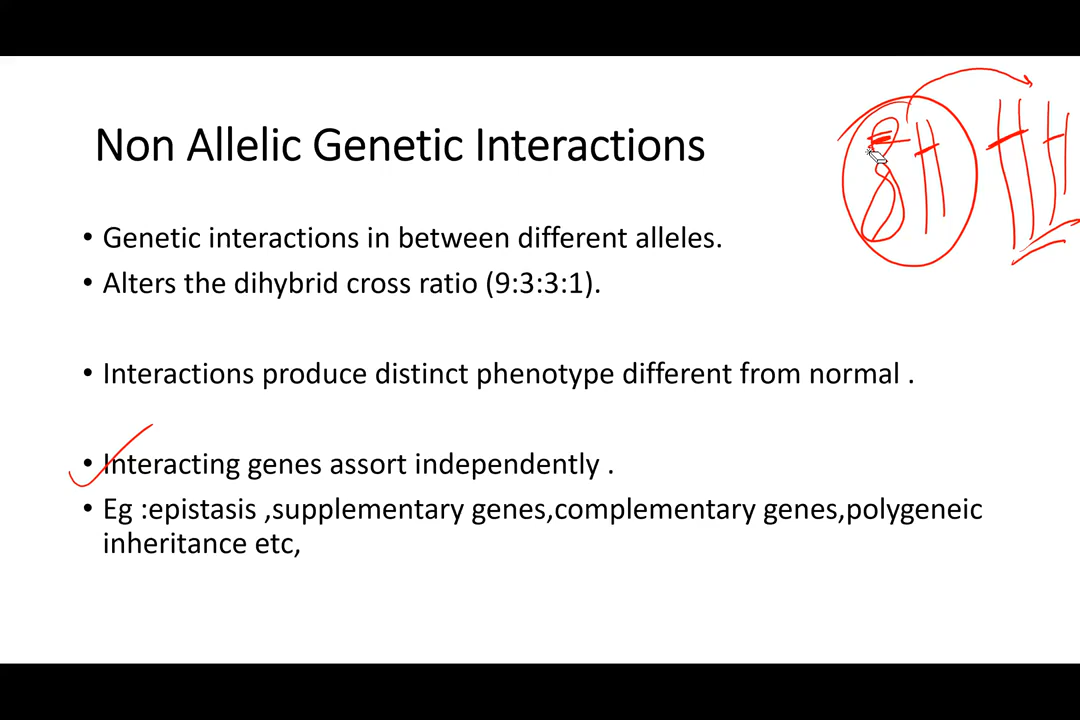 Non Allelic Genetic Interactions
• Genetic interactions in between different alleles.
• Alters the dihybrid cross ratio (9:3:3:1).
• Interactions produce distinct phenotype different from normal .
• Interacting genes assort independently .
• Eg :epistasis ,supplementary genes,complementary genes,polygeneic
inheritance etc,